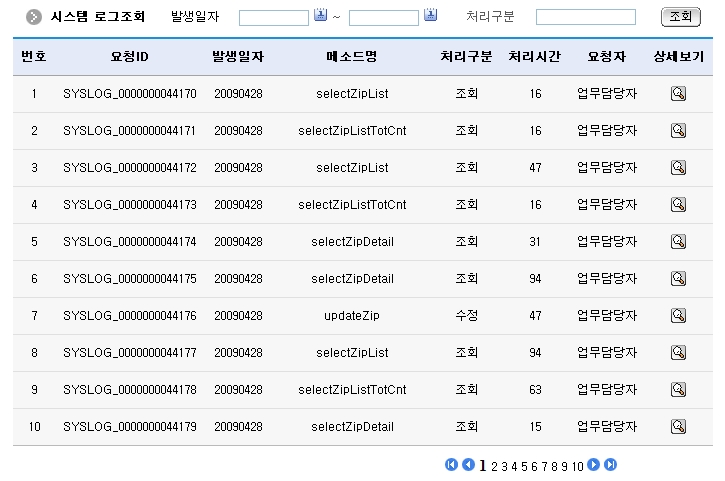 시스템 로그조회 발생일자 ~ 처리구분 조회
번호 요청ID 발생일자 메소드명 처리구분 처리시간 요청자 상세보기
1 SYSLOG_0000000044170 20090428 selectZipList 조회 16 업무담당자
2 SYSLOG_0000000044171 20090428 selectZipListTotCnt 조회 16 업무담당자
3 SYSLOG_0000000044172 20090428 selectZipList 조회 47 업무담당자
4 SYSLOG_0000000044173 20090428 selectZipListTotCnt 조회 16 업무담당자
5 SYSLOG_0000000044174 20090428 selectZipDetail 조회 31 업무담당자
6 SYSLOG_0000000044175 20090428 selectZipDetail 조회 94 업무담당자
7 SYSLOG_0000000044176 20090428 updateZip 수정 47 업무담당자
8 SYSLOG_0000000044177 20090428 selectZipList 조회 94 업무담당자
9 SYSLOG_0000000044178 20090428 selectZipListTotCnt 조회 63 업무담당자
10 SYSLOG_0000000044179 20090428 selectZipDetail 조회 15 업무담당자
1 2 3 4 5 6 7 8 9 10